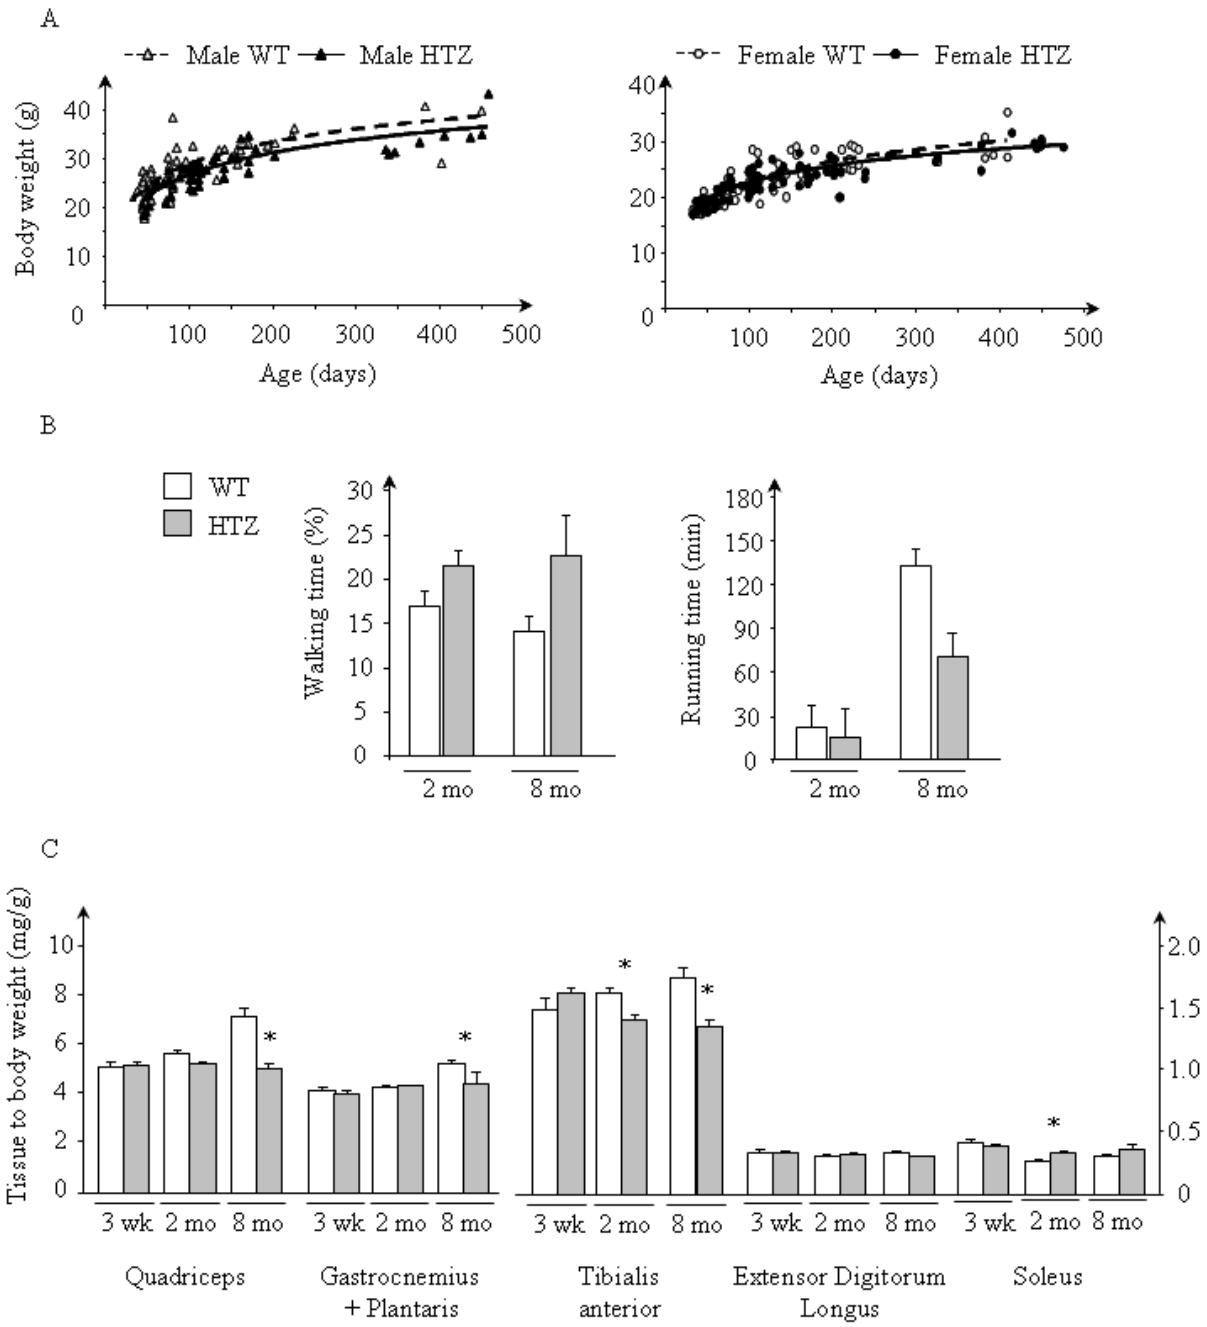 A
Male WT Male HTZ
Female WT Female HTZ
Body weight (g)
40
30
20
10
0
100 200 300 400 500
Age (days)
40
30
20
10
0
100 200 300 400 500
Age (days)
B
WT
HTZ
Walking time (%)
30
25
20
15
10
5
0
2 mo 8 mo
Running time (min)
180
150
120
90
60
30
0
2 mo 8 mo
C
Tissue to body weight (mg/g)
10
8
6
4
2
0
* * * * *
2.0
1.5
1.0
0.5
0
3 wk 2 mo 8 mo 3 wk 2 mo 8 mo 3 wk 2 mo 8 mo 3 wk 2 mo 8 mo 3 wk 2 mo 8 mo
Quadriceps
Gastrocnemius
+ Plantaris
Tibialis
anterior
Extensor Digitorum
Longus
Soleus